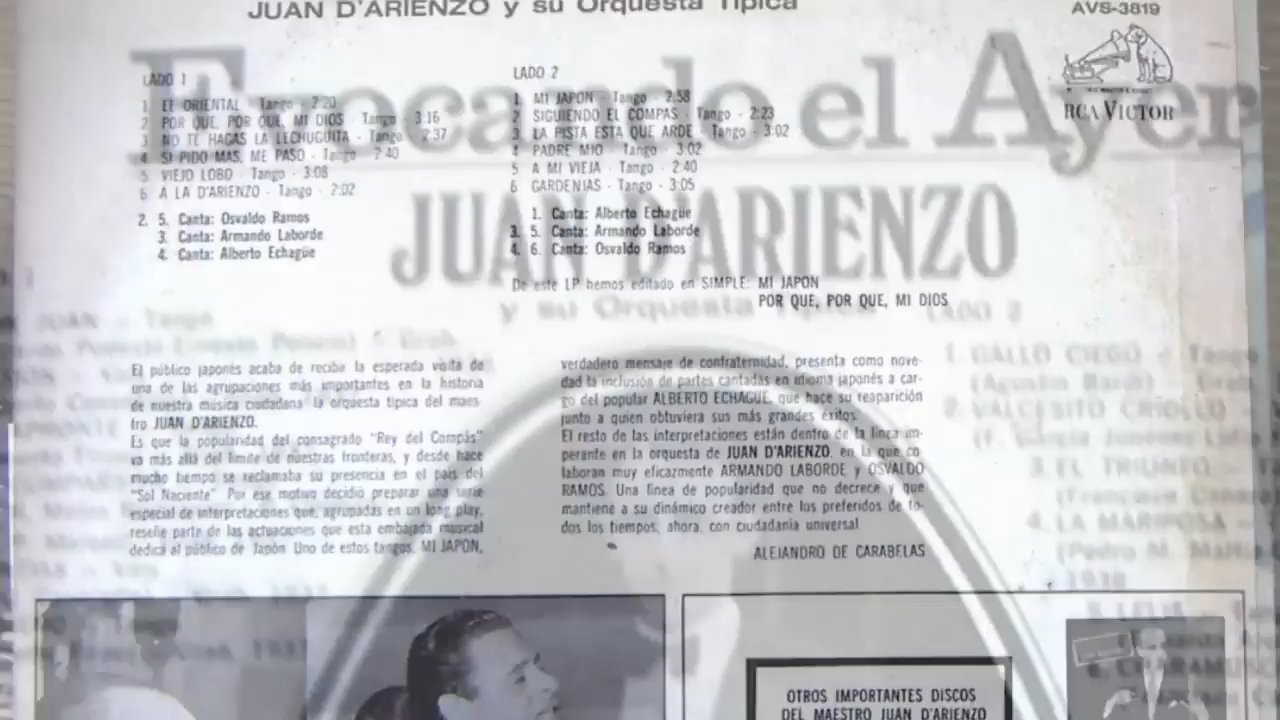 JUAN D'ARIENZO y su Orquesta Típica
AVS-3819
Evocando el Ayer
RCA VICTOR
LADO 1
1 EL ORIENTAL - Tango - 2:20
2 POR QUE, POR QUE, MI DIOS - Tango - 3:16
3 NO TE HAGAS LA LECHUGUITA - Tango - 2:37
4 SI PIDO MAS, ME PASO - Tango - 2:40
5 VIEJO LOBO - Tango - 3:08
6 A LA D'ARIENZO - Tango - 2:02
2. 5. Canta: Osvaldo Ramos
3. Canta: Armando Laborde
4. Canta: Alberto Echagüe
LADO 2
1. MI JAPON - Tango - 2:58
2 SIGUIENDO EL COMPAS - Tango - 2:23
3 LA PISTA ESTA QUE ARDE - Tango - 3:02
4 PADRE MIO - Tango - 3:02
5 A MI VIEJA - Tango - 2:40
6 GARDENIAS - Tango - 3:05
1. Canta: Alberto Echagüe
3. 5. Canta: Armando Laborde
4. 6. Canta: Osvaldo Ramos
JUAN D'ARIENZO
y su Orquesta Típica
De este LP hemos editado en SIMPLE: MI JAPON
POR QUE, POR QUE, MI DIOS
El público japonés acaba de recibir la esperada visita de
una de las agrupaciones más importantes en la historia
de nuestra música ciudadana la orquesta típica del maes-
tro JUAN D'ARIENZO.
Es que la popularidad del consagrado "Rey del Compás"
va más allá del límite de nuestras fronteras, y desde hace
mucho tiempo se reclamaba su presencia en el país del
"Sol Naciente" Por ese motivo decidió preparar una serie
especial de interpretaciones que, agrupadas en un long play,
reseñe parte de las actuaciones que esta embajada musical
dedica al público de Japón Uno de estos tangos, MI JAPON,
verdadero mensaje de confraternidad, presenta como nove-
dad la inclusión de partes cantadas en idioma japonés a car-
go del popular ALBERTO ECHAGUE, que hace su reaparición
junto a quien obtuviera sus más grandes éxitos
El resto de las interpretaciones están dentro de la línea im-
perante en la orquesta de JUAN D'ARIENZO, en la que co-
laboran muy eficazmente ARMANDO LABORDE y OSVALDO
RAMOS. Una línea de popularidad que no decrece y que
mantiene a su dinámico creador entre los preferidos de to-
dos los tiempos, ahora, con ciudadanía universal
ALEJANDRO DE CARABELAS
LADO 2
1. GALLO CIEGO - Tango
(Agustín Bardi)
2. VALCESITO CRIOLLO
3. EL TRIUNFO -
(Francisco
4. LA MARIPOSA -
(Pedro M.
1938
OTROS IMPORTANTES DISCOS
DEL MAESTRO JUAN D'ARIENZO